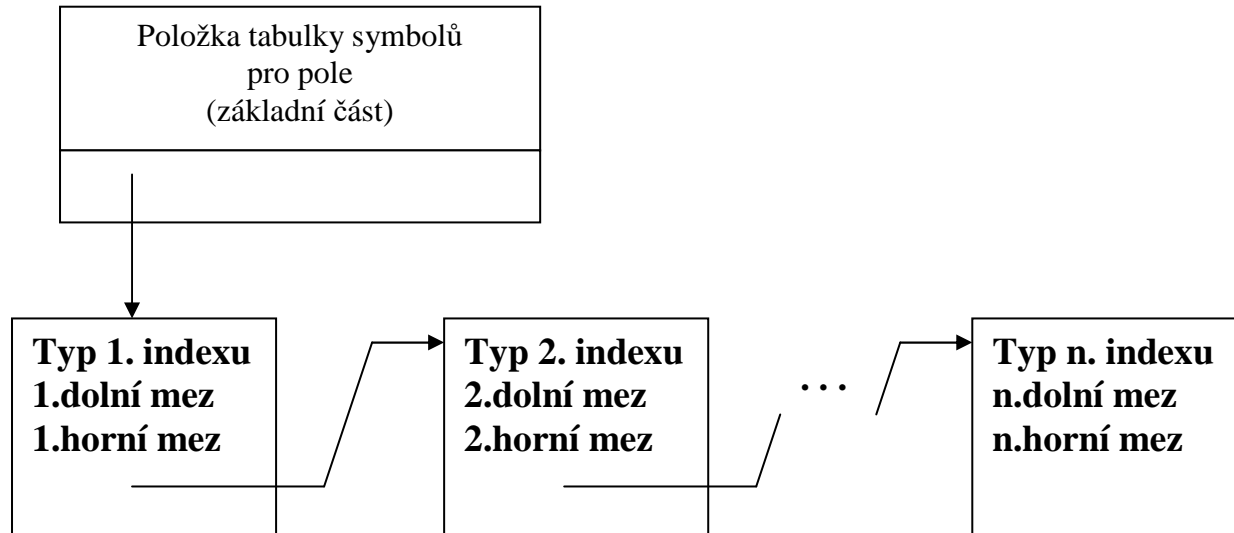 Položka tabulky symbolů
pro pole
(základní část)
Typ 1. indexu
1.dolní mez
1.horní mez
Typ 2. indexu
2.dolní mez
2.horní mez
...
Typ n. indexu
n.dolní mez
n.horní mez